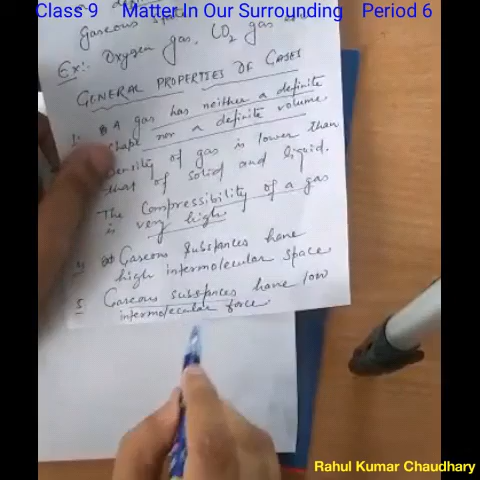 Class 9 Matter In Our Surrounding Period 6
Gaseous
Ex:- Oxygen gas, CO2 gas
GENERAL PROPERTIES OF GASES
1. A gas has neither a definite
shape nor a definite volume.
Density of gas is lower than
that of solid and liquid.
The compressibility of a gas
is very high
4 Gaseous Substances have
high intermolecular space.
5. Gaseous substances have low
intermolecular force.
Rahul Kumar Chaudhary